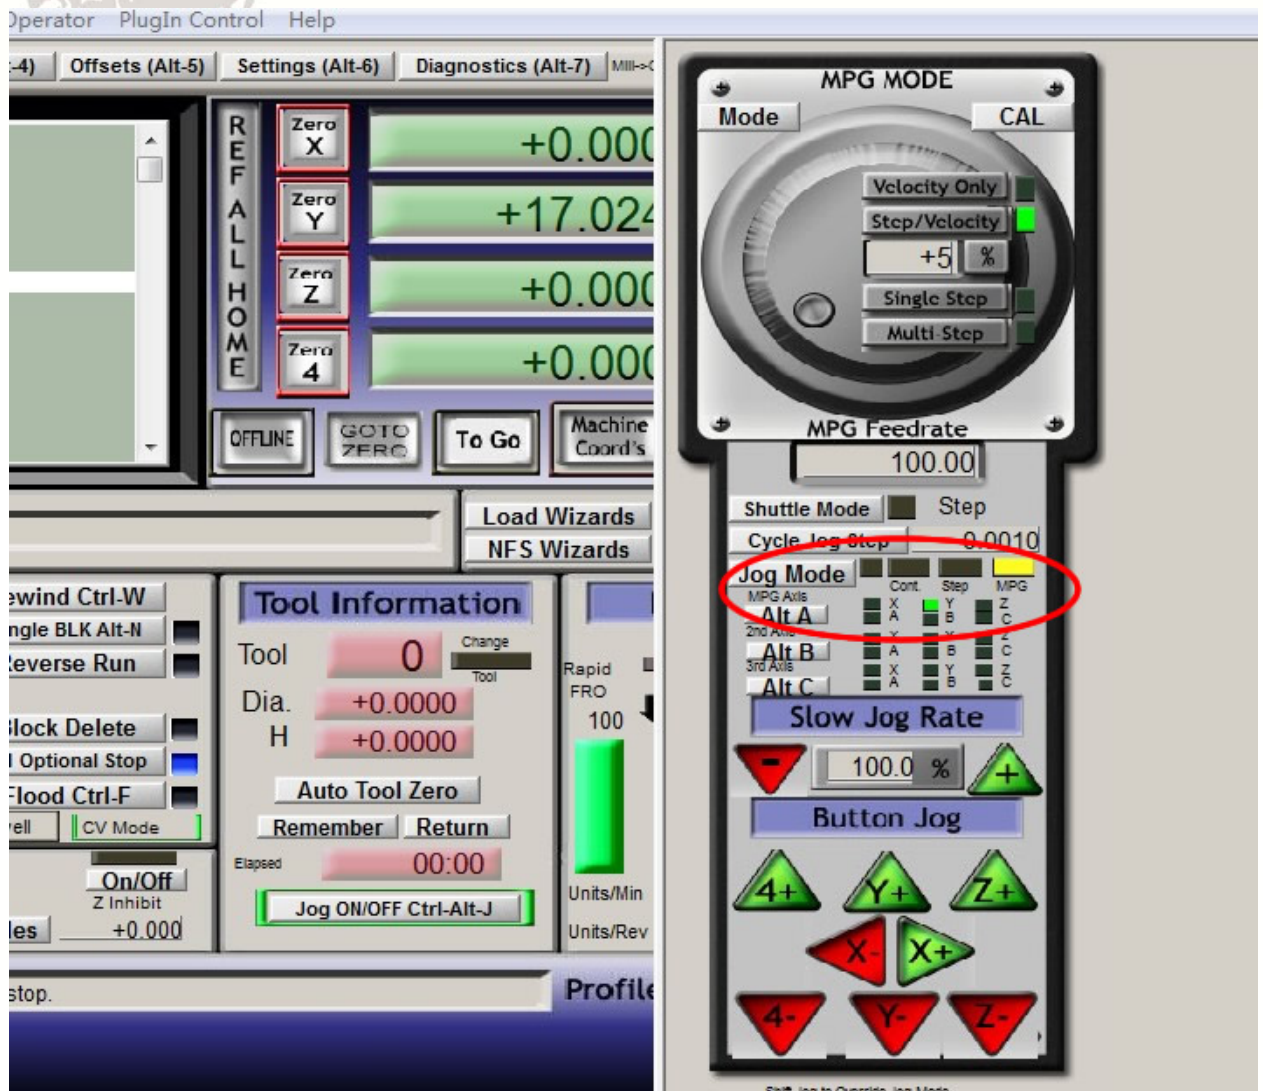 Operator PlugIn Control Help
-4) Offsets (Alt-5) Settings (Alt-6) Diagnostics (Alt-7) Mill->
REF ALL HOME
Zero X +0.000
Zero Y +17.024
Zero Z +0.000
Zero 4 +0.000
OFFLINE GOTO ZERO To Go Machine Coord's
Load Wizards
NFS Wizards
ewind Ctrl-W
ngle BLK Alt-N
Reverse Run
Block Delete
Optional Stop
Flood Ctrl-F
ell CV Mode
On/Off
Z Inhibit
les +0.000
stop.
Tool Information
Tool 0 Change
Tool
Dia. +0.0000
H +0.0000
Auto Tool Zero
Remember Return
Elapsed 00:00
Jog ON/OFF Ctrl-Alt-J
Rapid
FRO
100
Units/Min
Units/Rev
Profile
MPG MODE
Mode CAL
Velocity Only
Step/Velocity
+5 %
Single Step
Multi-Step
MPG Feedrate
100.00
Shuttle Mode Step
Cycle Jog Step 0.0010
Jog Mode Cont. Step MPG
MPG Axis X Y Z
Alt A A B C
2nd Axis X Y Z
Alt B A B C
3rd Axis X Y Z
Alt C A B C
Slow Jog Rate
- 100.0 % +
Button Jog
4+ Y+ Z+
X- X+
4- Y- Z-